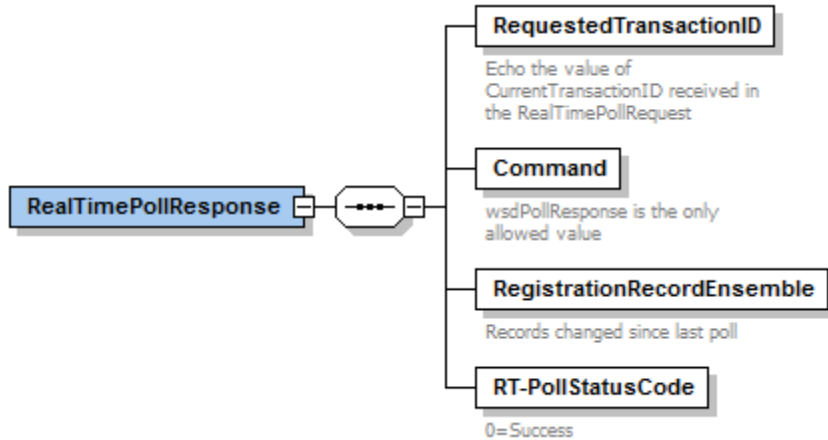 RequestedTransactionID
Echo the value of
CurrentTransactionID received in
the RealTimePollRequest
Command
wsdPollResponse is the only
allowed value
RealTimePollResponse
RegistrationRecordEnsemble
Records changed since last poll
RT-PollStatusCode
0=Success